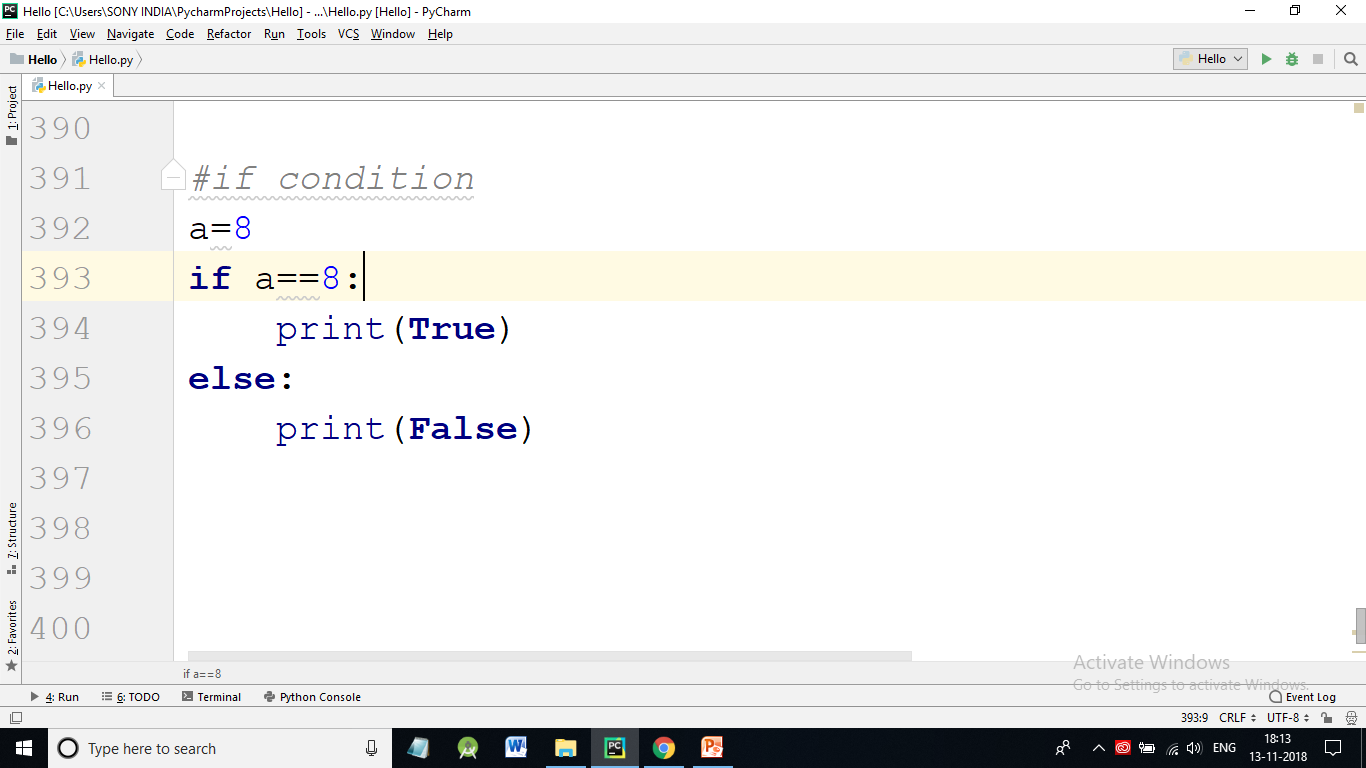 Hello [C:\Users\SONY INDIA\PycharmProjects\Hello] - ...\Hello.py [Hello] - PyCharm
File Edit View Navigate Code Refactor Run Tools VCS Window Help
Hello Hello.py Hello
Hello.py
1: Project
390
391 #if condition
392 a=8
393 if a==8:
394     print(True)
395 else:
396     print(False)
397
398
399
400
7: Structure
2: Favorites
if a==8
Activate Windows
Go to Settings to activate Windows.
4: Run 6: TODO Terminal Python Console Event Log
393:9 CRLF UTF-8
Type here to search
PC
W
PC
P
ENG
18:13
13-11-2018